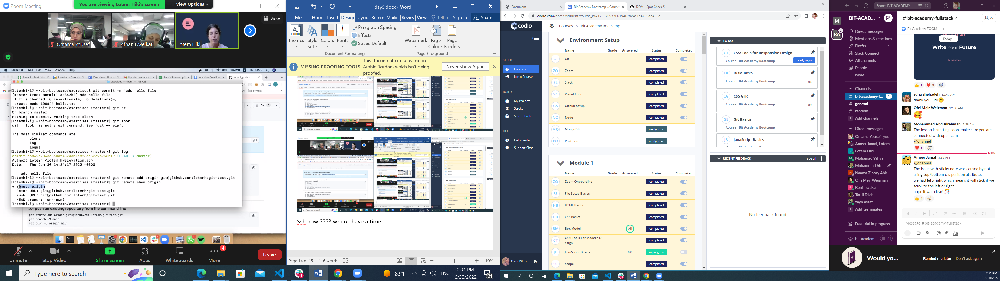 Zoom Meeting
You are viewing Lotem Hiki's screen
View Options
View
Omama Yousef
Afnan Dweikat
Lotem Hiki
Terminal Shell Edit View Window Help
100%
Thu 14:29
Rawabi cohort dat
Elevation - Calend
Overview « Bit Ac
Updated invitation
Rawabi Bootcamp
Interview Question
lotemh/git-test
exercises — -bash — 105×28
content
Star 0
lotemhiki@:~/bit-bootcamp/exercises$ git commit -m "add hello file"
[master (root-commit) aa842b2] add hello file
1 file changed, 0 insertions(+), 0 deletions(-)
create mode 100644 hello.txt
lotemhiki@:~/bit-bootcamp/exercises (master)$ git st
On branch master
nothing to commit, working tree clean
lotemhiki@:~/bit-bootcamp/exercises (master)$ git look
git: 'look' is not a git command. See 'git --help'.
The most similar commands are
clone
log
logme
lotemhiki@:~/bit-bootcamp/exercises (master)$ git log
commit aa842b2343e56ddf452aab1eb26de52e9b758b19 (HEAD -> master)
Author: lotemh <lotem.h@elevation.ac>
Date: Thu Jun 30 14:24:17 2022 +0300
add hello file
lotemhiki@:~/bit-bootcamp/exercises (master)$ git remote add origin git@github.com:lotemh/git-test.git
lotemhiki@:~/bit-bootcamp/exercises (master)$ git remote show origin
* remote origin
Fetch URL: git@github.com:lotemh/git-test.git
Push URL: git@github.com:lotemh/git-test.git
HEAD branch: (unknown)
lotemhiki@:~/bit-bootcamp/exercises (master)$
...or push an existing repository from the command line
git remote add origin git@github.com:lotemh/git-test.git
git branch -M main
git push -u origin main
Unmute
Stop Video
Share Screen
Apps
Whiteboards
More
4
Leave
Type here to search
83°F
ENG
2:31 PM
6/30/2022
21
day5.docx - Word
File Home Insert Design Layou Refere Mailin Review View Tell m Sign in Share
Themes
Style Set
Colors
Fonts
Paragraph Spacing
Effects
Set as Default
Watermark
Page Color
Page Borders
Document Formatting
Page Background
MISSING PROOFING TOOLS
This document contains text in
Arabic (Jordan) which isn't being
proofed.
Never Show Again
Ssh how ???? when I have a time.
Page 14 of 15 116 words
110%
Document
Bit Academy Bootcamp « Course
DOM - Spot Check 5
codio.com/home/student?course_id=17957093766194678e4e1e4730ad452e
codio
Courses > Bit Academy Bootcamp
STUDY
Courses
Join a Course
BUILD
My Projects
Stacks
Starter Packs
HELP
Help Center
Support Chat
OYOUSEF2
Environment Setup
Name Grade Answered Status Completed
GI Git completed
ZO Zoom completed
SL Slack completed
VC Visual Code completed
GS Github Setup completed
NO Node completed
MO MongoDB ready to go
PO Postman ready to go
Module 1
Name Grade Answered Status Completed
ZO Zoom Onboarding completed
FS File Setup Basics completed
HB HTML Basics completed
CB CSS Basics completed
BM Box Model All completed
CT CSS: Tools For Modern D
esign completed
JB JavaScript Basics 0% in progress
SC Scope completed
TO DO
CT CSS: Tools for Responsive Design
Course Bit Academy Bootcamp ready to go
DI DOM Intro
Course Bit Academy Bootcamp 0%
CG CSS Grid
Course Bit Academy Bootcamp 0%
GB Git Basics
Course Bit Academy Bootcamp
JB JavaScript Basics
RECENT FEEDBACK
see all
No feedback found
Search BIT-ACADEMY...
M
BA
1
BIT-ACAD...
Direct messages
Mentions & reactions
Drafts 1
Slack Connect
All channels
People
More
Channels
# bit-academy-f... 1
# general
# random
Add channels
Direct messages
Omama Yousef you
Ameer Jamal, Lotem...
Lotem Hiki
Mohamad Yahya
Mohammad Ab...
Naama Zipory Abir
Ofri Meir Weizman
Roni Tzadka
Tartil Talah
zayn assaf
Add teammates
Free trial in progress
bit-academ...
# bit-academy-fullstack
27
Bit Academy ZOOM
Today
Write Your Future
1 3
suha shehadeh 12:47 AM
thank you Ofri😊
Ofri Meir Weizman 12:58 AM
🥰
Mohammad Abd Alrahman 2:59 AM
The lesson is starting soon, make sure you are
connected with open cams
@channel
1
New
Ameer Jamal 3:35 AM
@channel
The issue with sticky note was caused by not
using top/bottom css position attribute.
we had left/right which means it will stick if we
scroll to the left or right.
hope it was clear! 🎊
4
Message #bit-academy-fullstack
Would yo...
Remind me later
Don't ask again
2:31 PM
6/30/2022